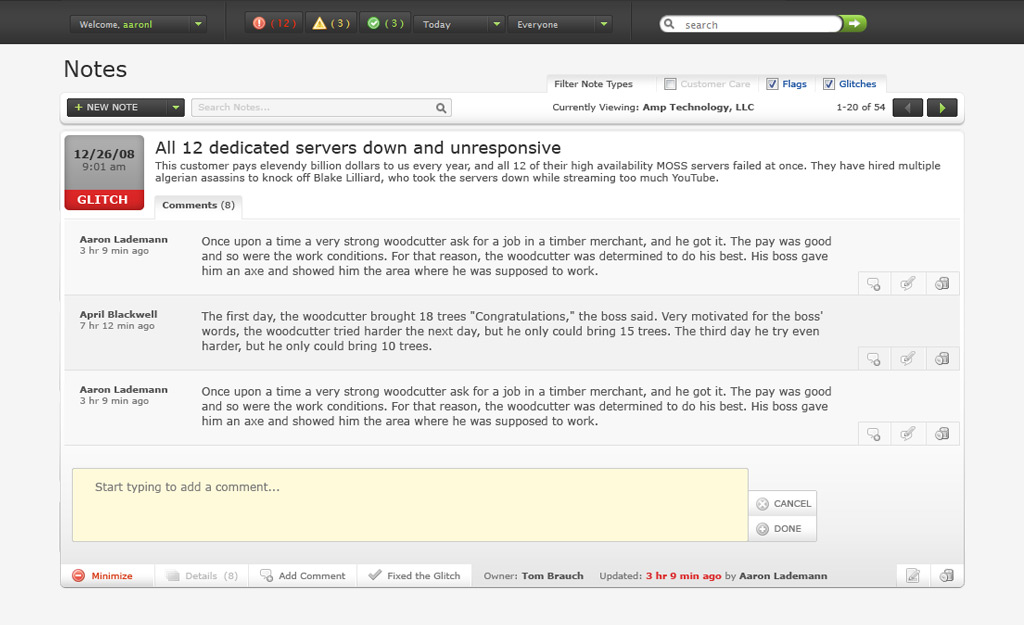 Welcome, aaronl
( 12 )
( 3 )
( 3 )
Today
Everyone
search
Notes
Filter Note Types
Customer Care
Flags
Glitches
+ NEW NOTE
Search Notes...
Currently Viewing: Amp Technology, LLC
1-20 of 54
12/26/08
9:01 am
GLITCH
All 12 dedicated servers down and unresponsive
This customer pays elevendy billion dollars to us every year, and all 12 of their high availability MOSS servers failed at once. They have hired multiple
algerian asassins to knock off Blake Lilliard, who took the servers down while streaming too much YouTube.
Comments (8)
Aaron Lademann
3 hr 9 min ago
Once upon a time a very strong woodcutter ask for a job in a timber merchant, and he got it. The pay was good
and so were the work conditions. For that reason, the woodcutter was determined to do his best. His boss gave
him an axe and showed him the area where he was supposed to work.
April Blackwell
7 hr 12 min ago
The first day, the woodcutter brought 18 trees "Congratulations," the boss said. Very motivated for the boss'
words, the woodcutter tried harder the next day, but he only could bring 15 trees. The third day he try even
harder, but he only could bring 10 trees.
Aaron Lademann
3 hr 9 min ago
Once upon a time a very strong woodcutter ask for a job in a timber merchant, and he got it. The pay was good
and so were the work conditions. For that reason, the woodcutter was determined to do his best. His boss gave
him an axe and showed him the area where he was supposed to work.
Start typing to add a comment...
CANCEL
DONE
Minimize
Details (8)
Add Comment
Fixed the Glitch
Owner: Tom Brauch
Updated: 3 hr 9 min ago by Aaron Lademann